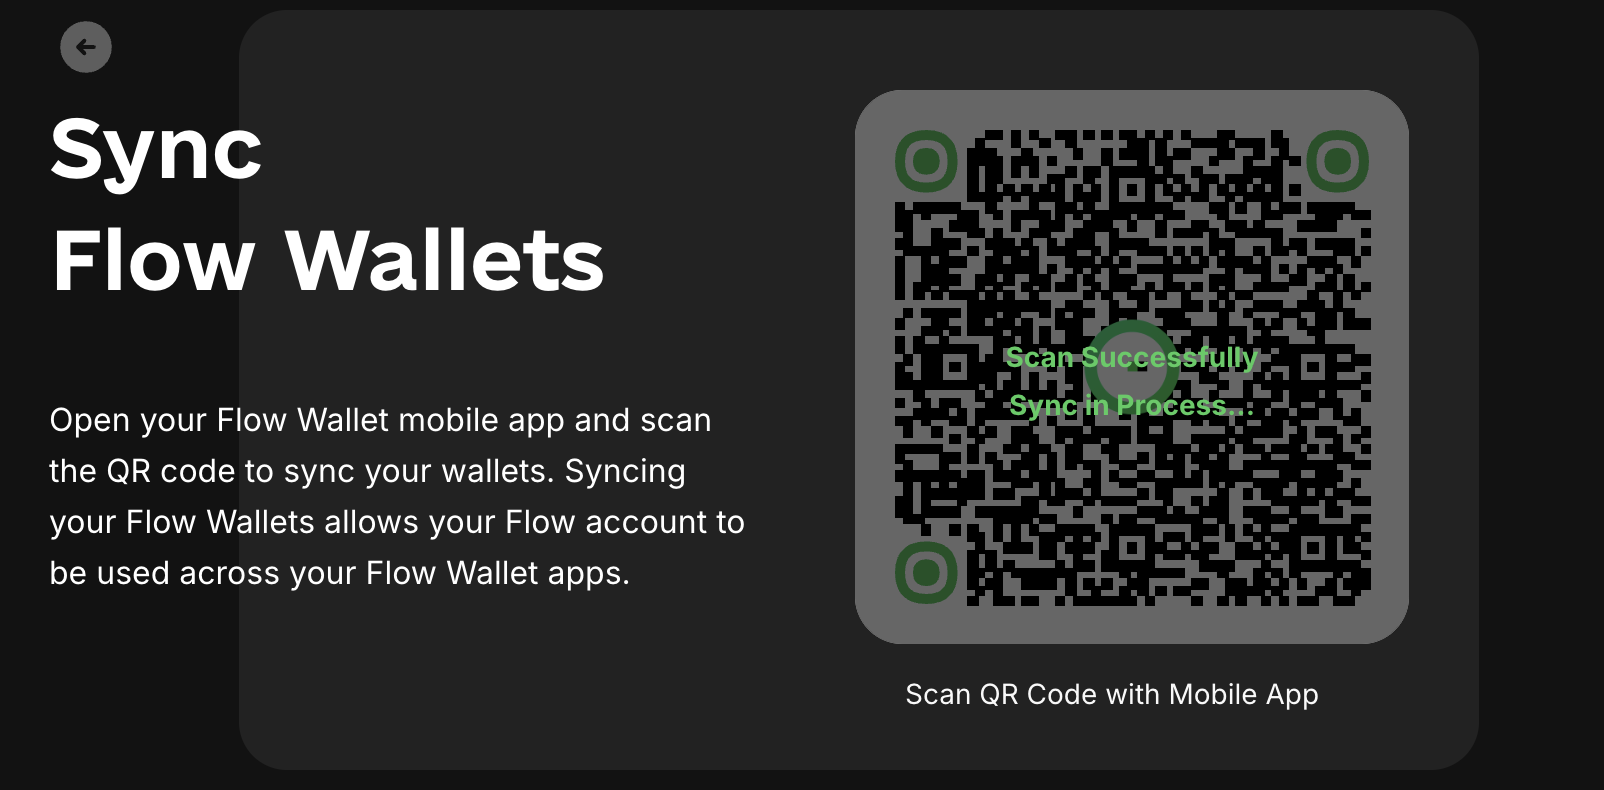 Sync
Flow Wallets
Open your Flow Wallet mobile app and scan
the QR code to sync your wallets. Syncing
your Flow Wallets allows your Flow account to
be used across your Flow Wallet apps.
Scan Successfully
Sync in Process...
Scan QR Code with Mobile App